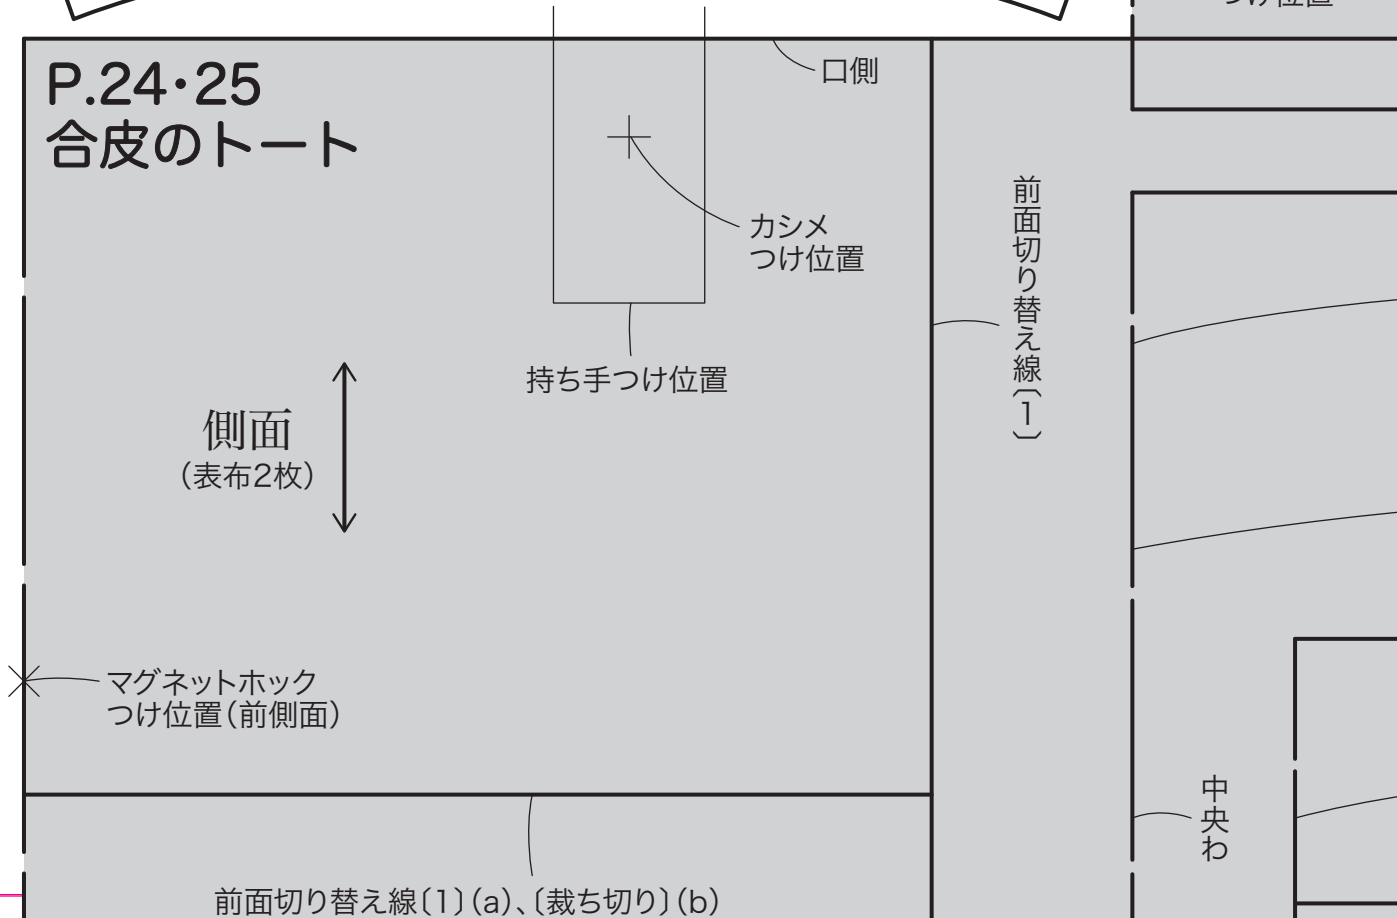 つけ位置
P.24・25
合皮のトート
口側
カシメ
つけ位置
持ち手つけ位置
前面切り替え線〔1〕
側面
（表布2枚）
マグネットホック
つけ位置（前側面）
中央わ
前面切り替え線〔1〕(a)、〔裁ち切り〕(b)